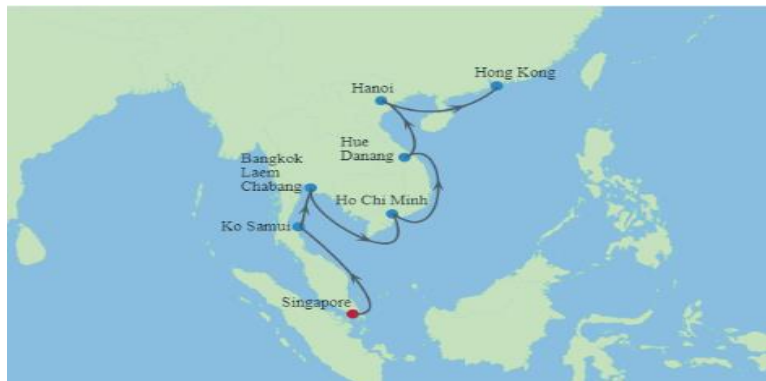 Hong Kong
Hanoi
Hue
Danang
Bangkok
Laem
Chabang
Ho Chi Minh
Ko Samui
Singapore